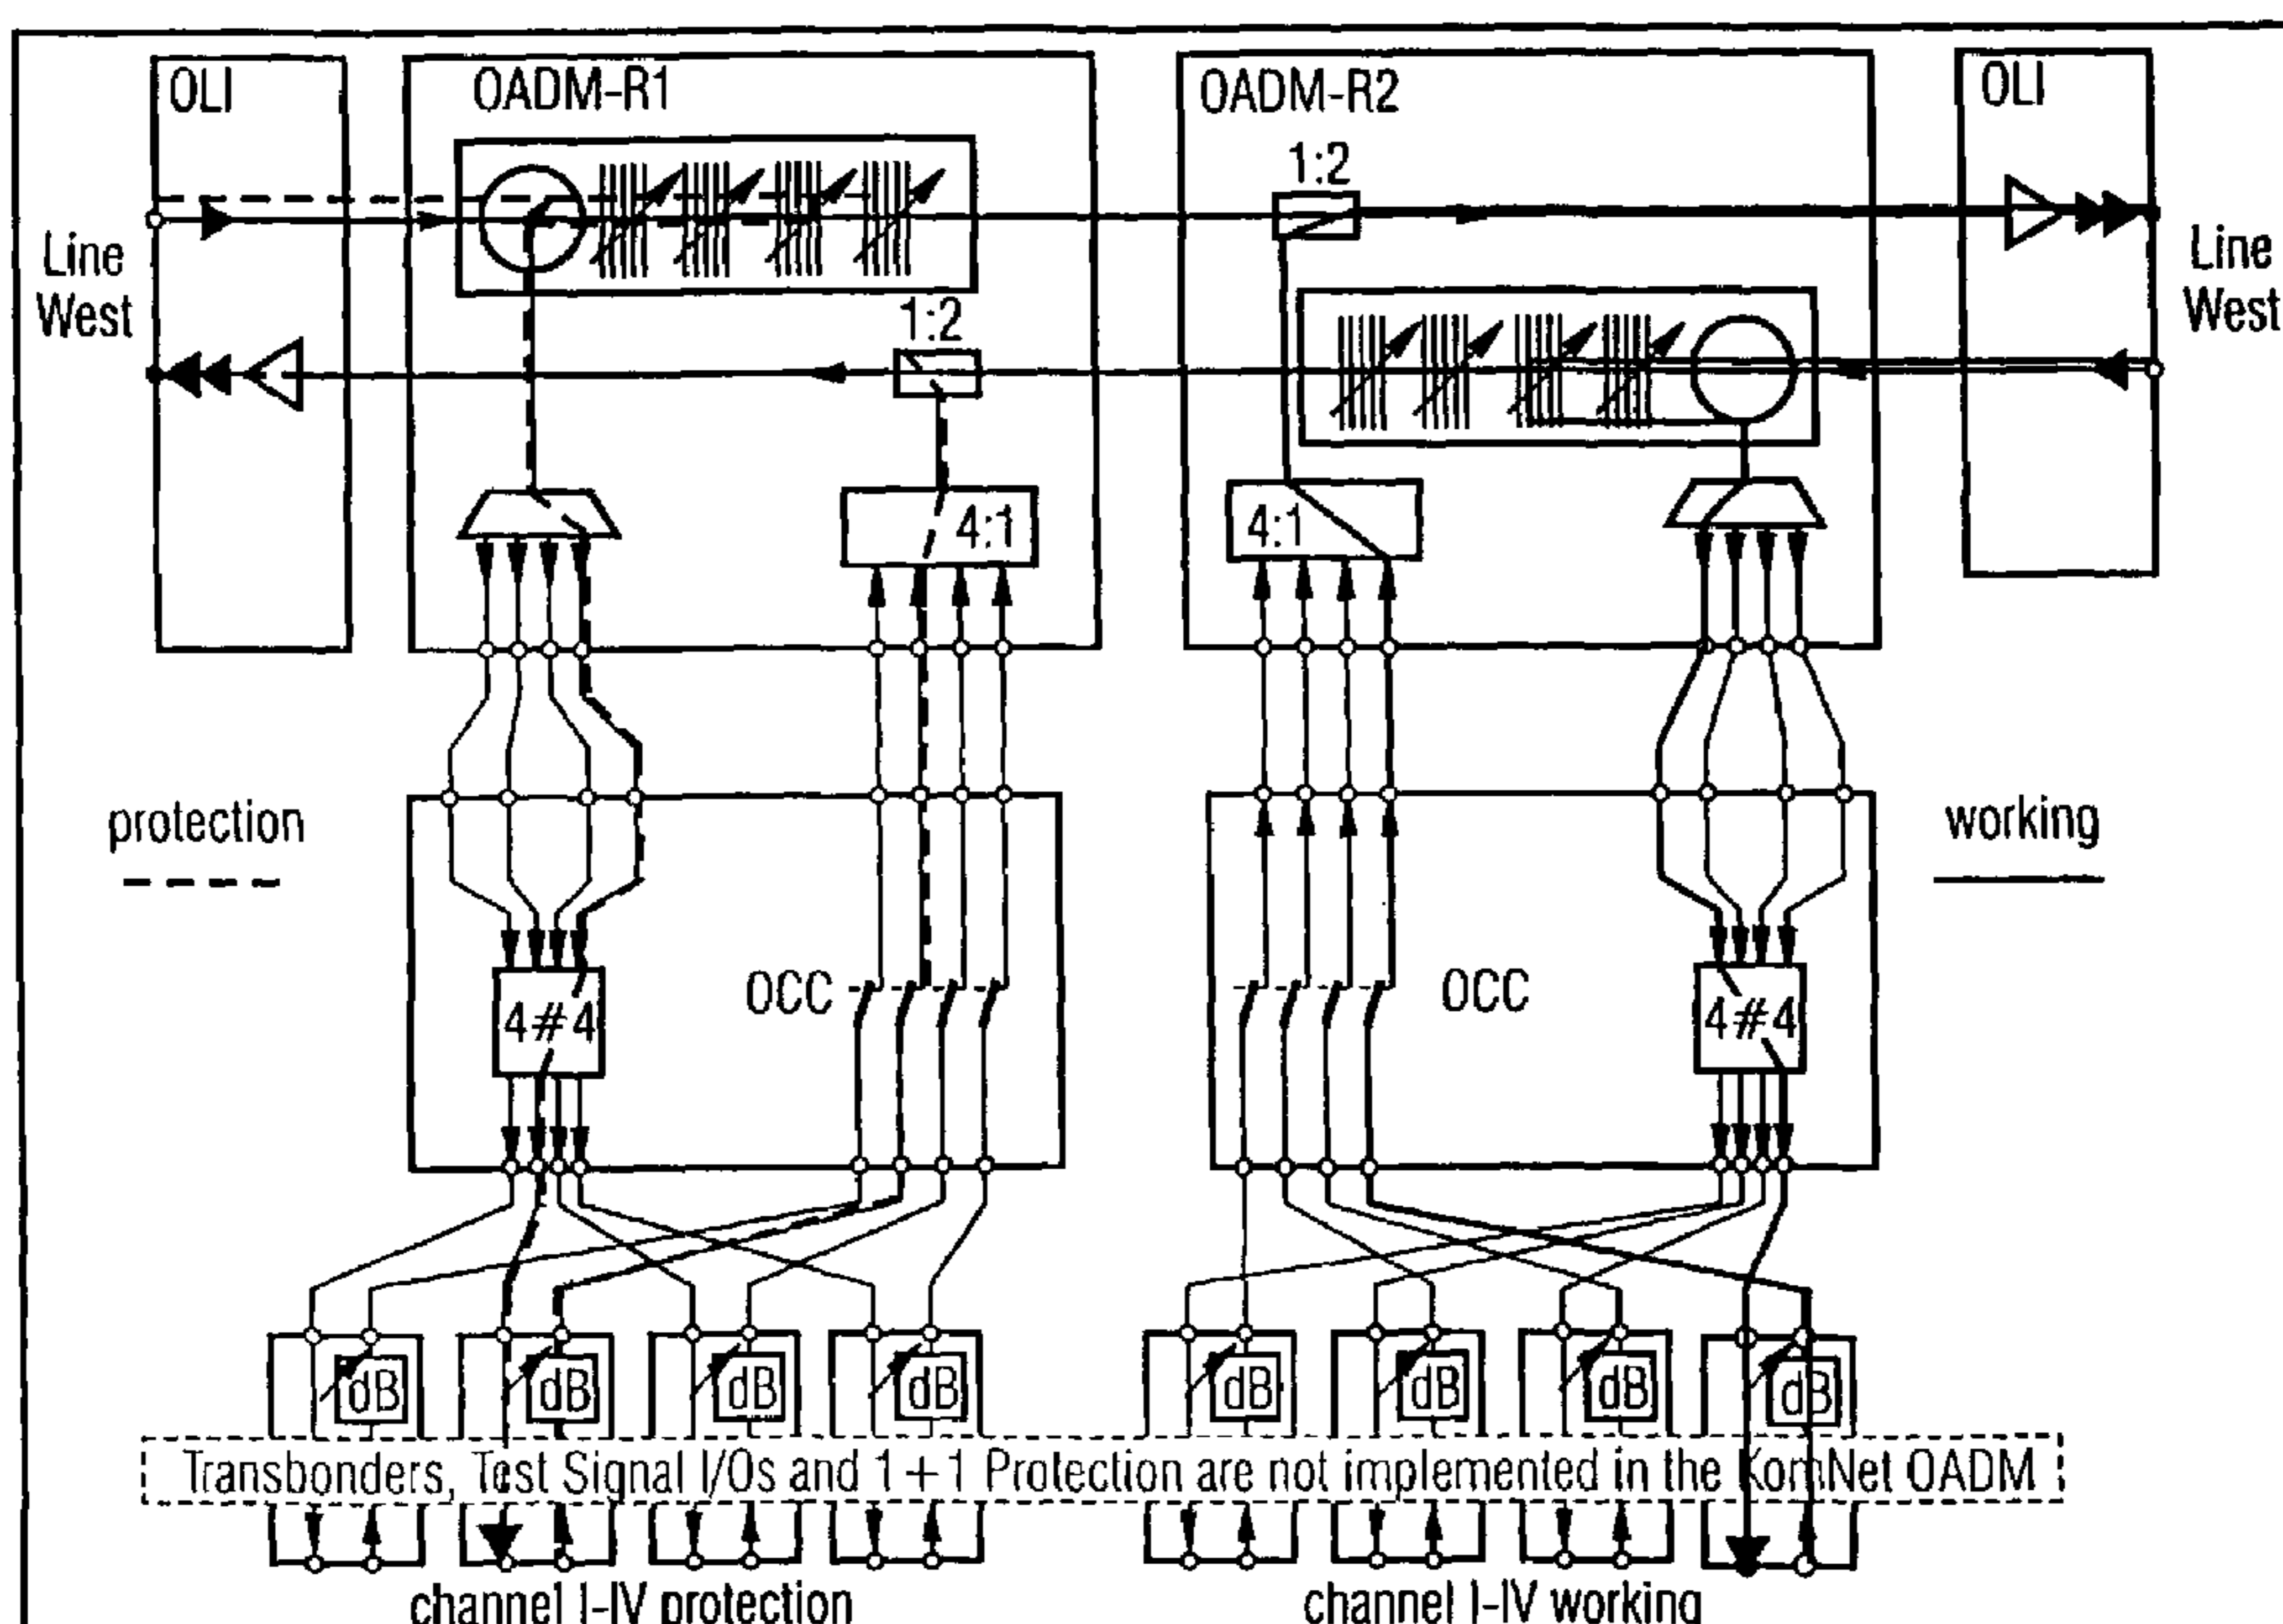 OLI
OADM-R1
OADM-R2
OLI
1:2
Line
West
Line
West
1:2
4:1
4:1
protection
working
OCC
OCC
4#4
4#4
dB
dB
dB
dB
dB
dB
dB
dB
Transbonders, Test Signal I/Os and 1+1 Protection are not implemented in the KomNet OADM
channel I-IV protection
channel I-IV working